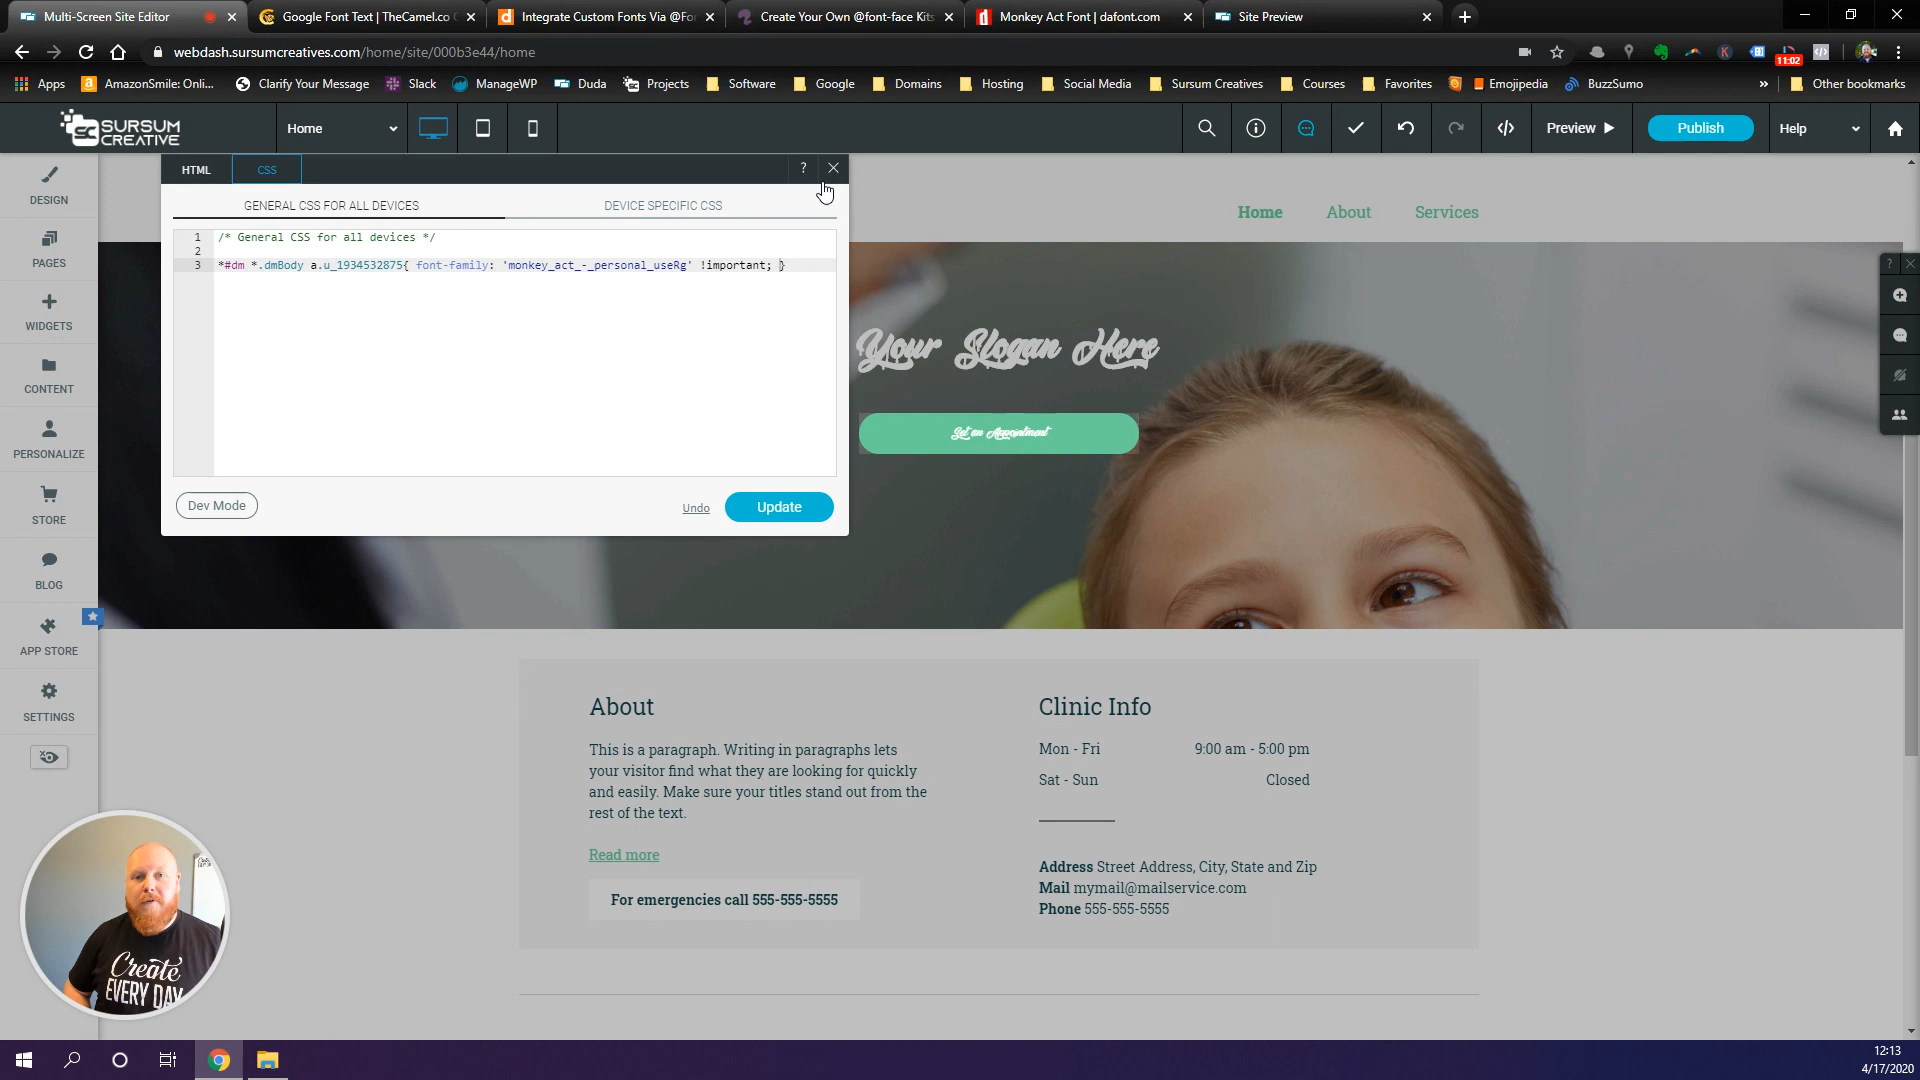 Multi-Screen Site Editor
Google Font Text | TheCamel.co
Integrate Custom Fonts Via @Fo
Create Your Own @font-face Kits
Monkey Act Font | dafont.com
Site Preview
webdash.sursumcreatives.com/home/site/000b3e44/home
11:02
Apps
AmazonSmile: Onli...
Clarify Your Message
Slack
ManageWP
Duda
Projects
Software
Google
Domains
Hosting
Social Media
Sursum Creatives
Courses
Favorites
Emojipedia
BuzzSumo
»
Other bookmarks
SC SURSUM
CREATIVE
Home
Preview
Publish
Help
DESIGN
PAGES
WIDGETS
CONTENT
PERSONALIZE
STORE
BLOG
APP STORE
SETTINGS
HTML
CSS
?
GENERAL CSS FOR ALL DEVICES
DEVICE SPECIFIC CSS
1 /* General CSS for all devices */
2
3 *#dm *.dmBody a.u_1934532875{ font-family: 'monkey_act_-_personal_useRg' !important; }
Dev Mode
Undo
Update
Home
About
Services
?
Your Slogan Here
Get an Appointment
About
This is a paragraph. Writing in paragraphs lets
your visitor find what they are looking for quickly
and easily. Make sure your titles stand out from the
rest of the text.
Read more
For emergencies call 555-555-5555
Clinic Info
Mon - Fri 9:00 am - 5:00 pm
Sat - Sun Closed
Address Street Address, City, State and Zip
Mail mymail@mailservice.com
Phone 555-555-5555
Create
EVERY DAY
12:13
4/17/2020